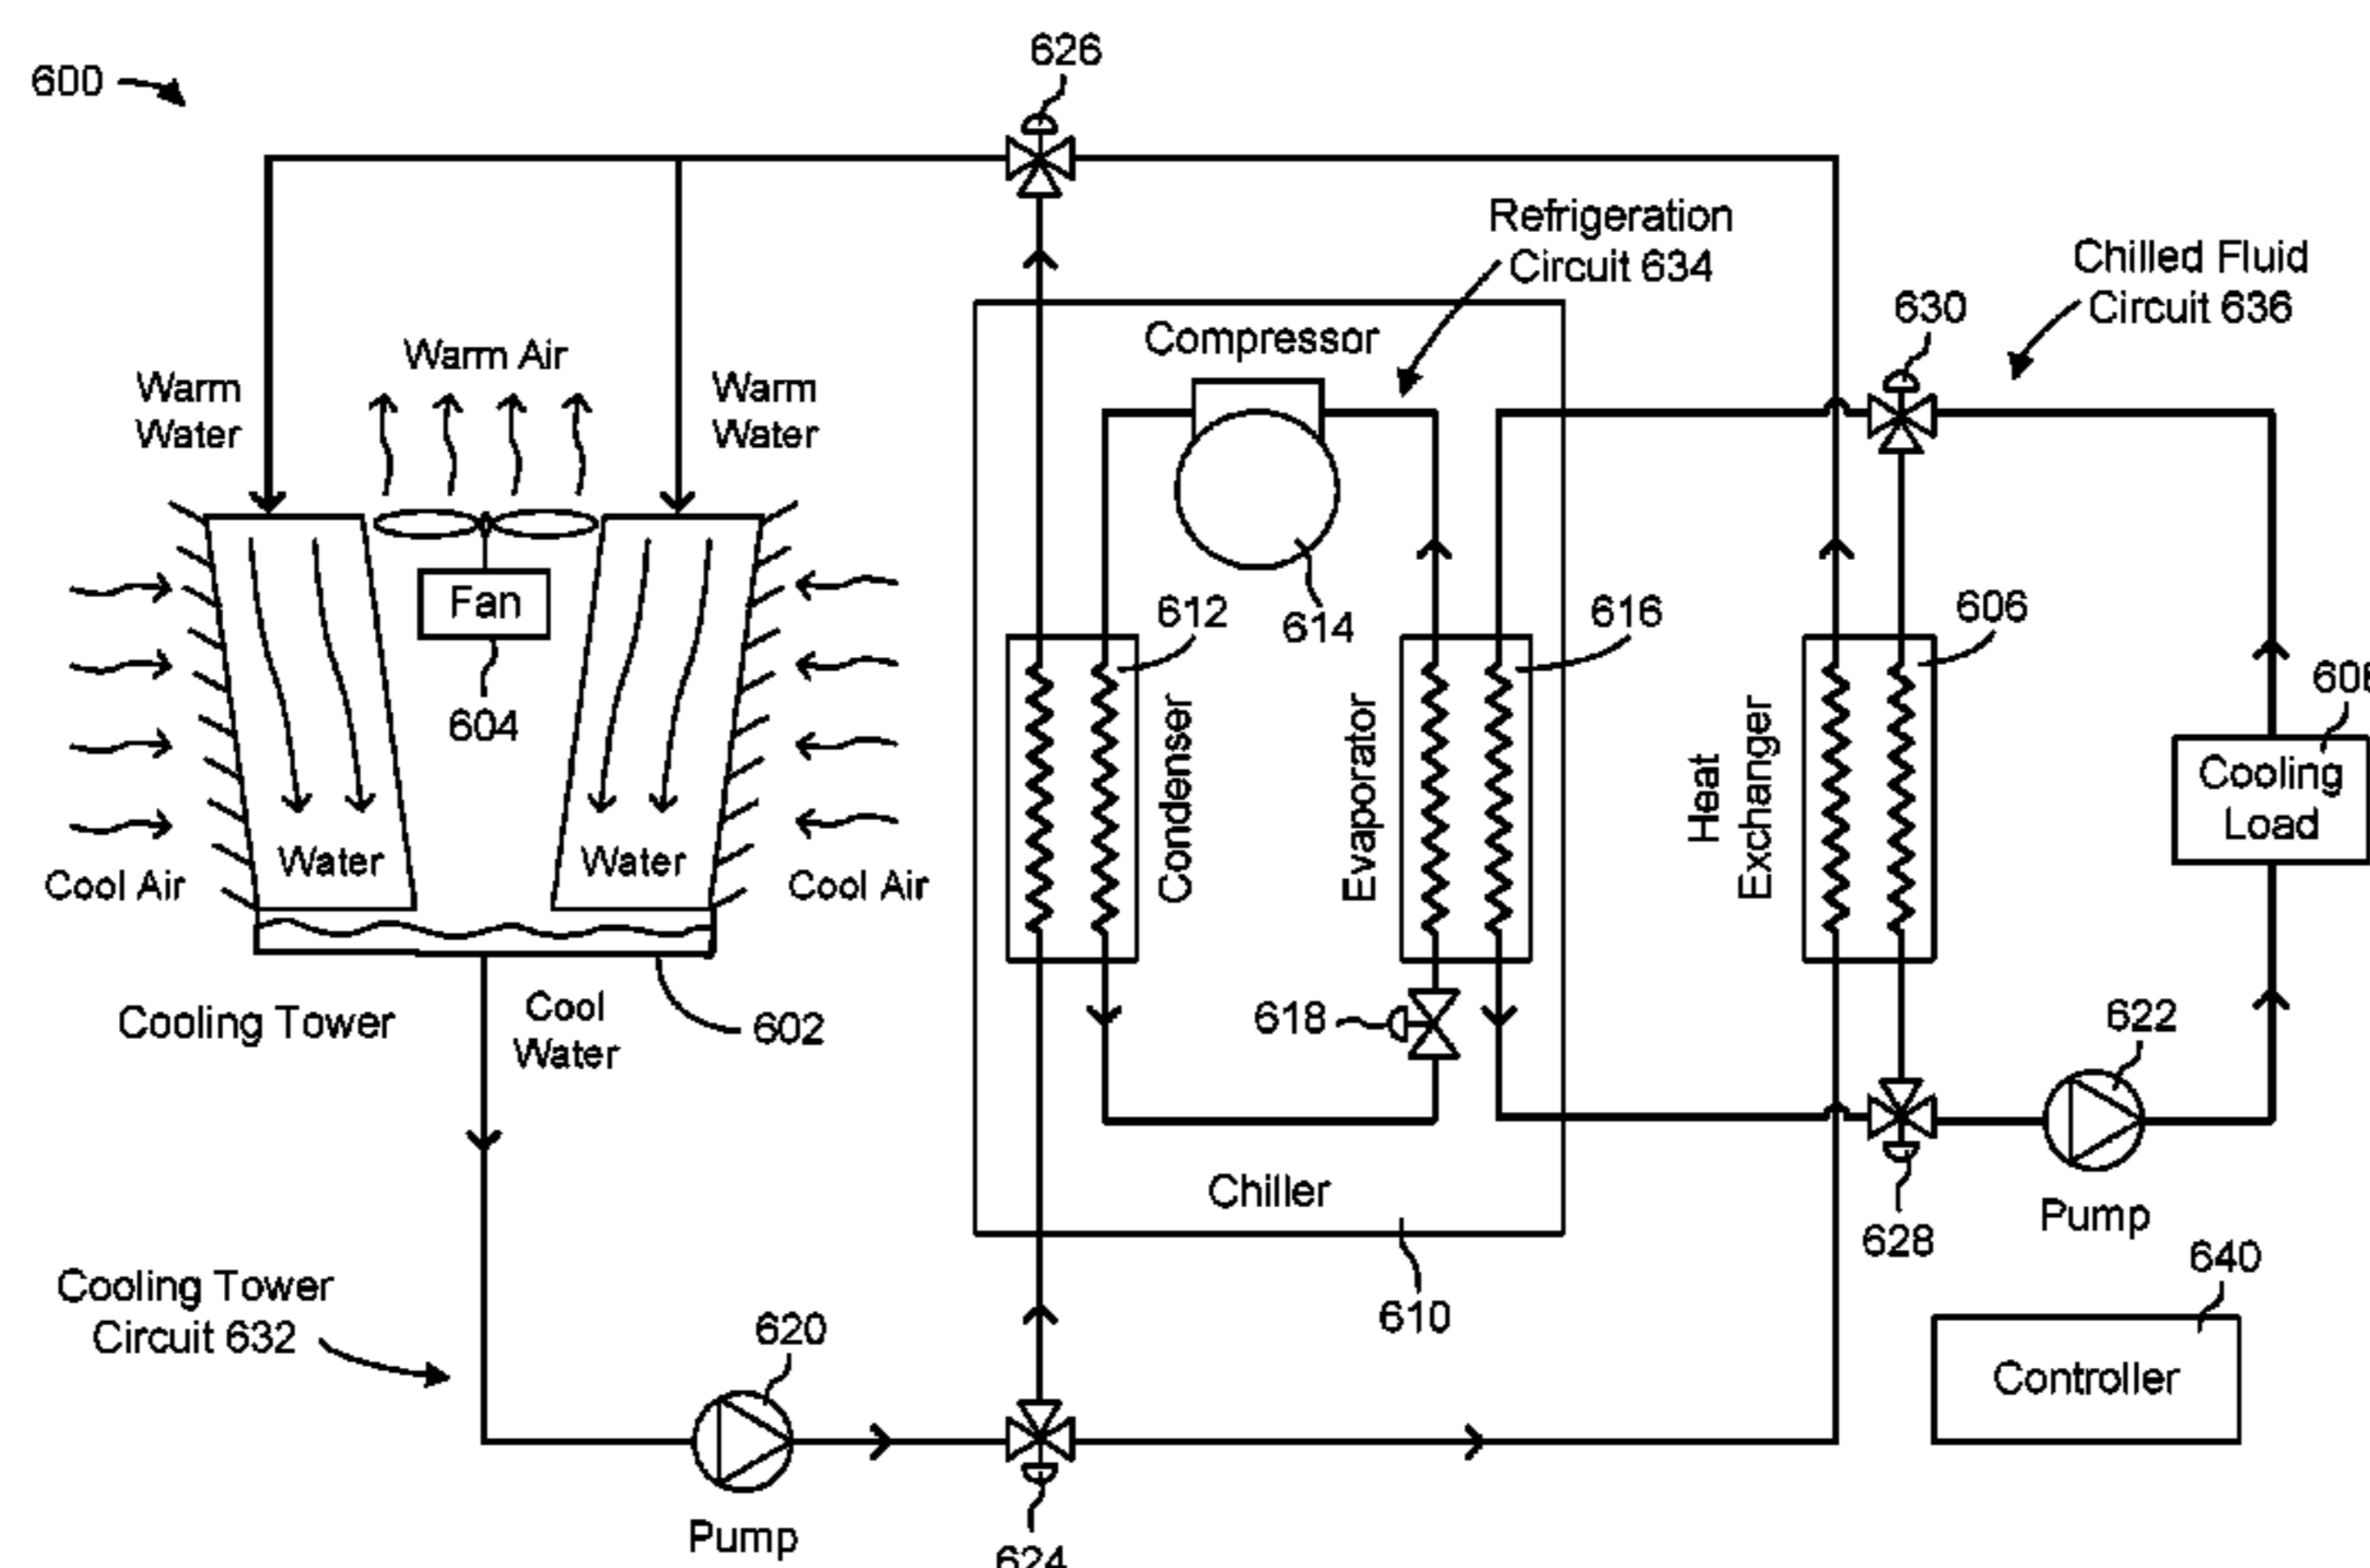 600
626
Refrigeration
Circuit 634
Chilled Fluid
Circuit 636
630
Compressor
Warm Air
Warm
Water
Warm
Water
Fan
604
612
614
616
606
Condenser
Evaporator
Heat
Exchanger
Cooling
Load
Water
Water
Cool Air
Cool Air
Cooling Tower
Cool
Water
602
618
622
Chiller
Pump
628
640
Cooling Tower
Circuit 632
620
610
Controller
Pump
624